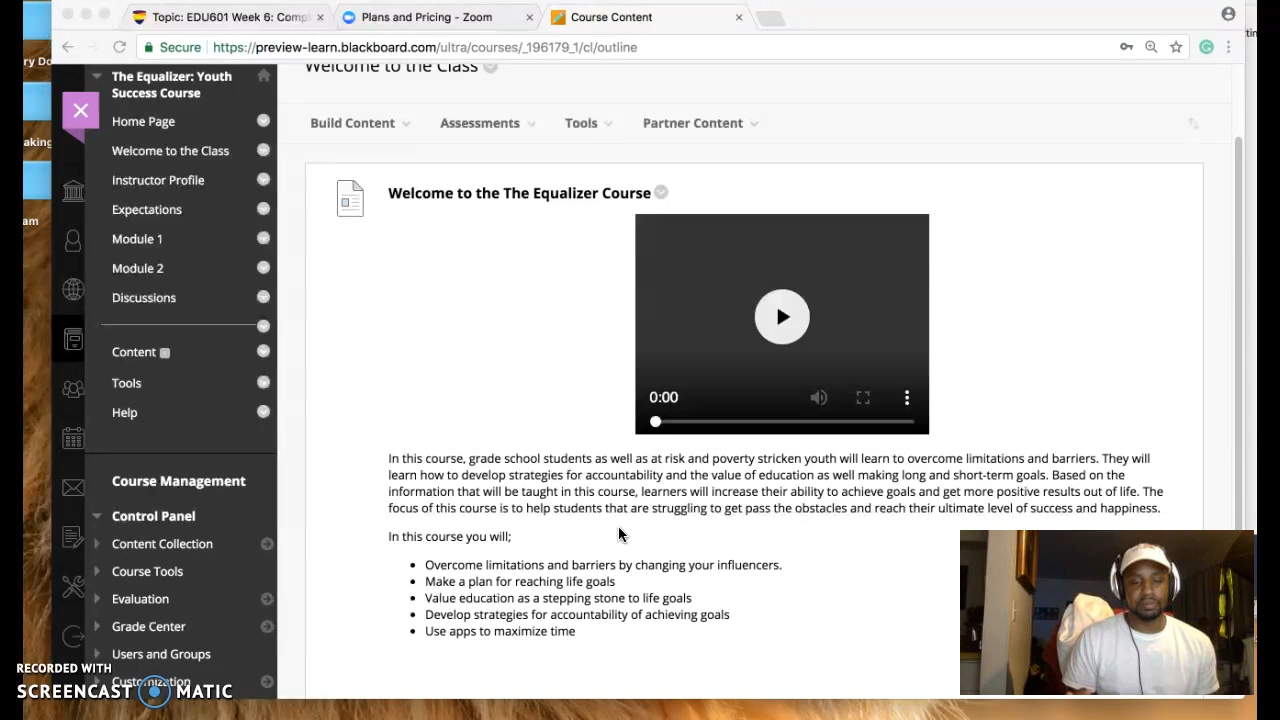 Topic: EDU601 Week 6: Compl
Plans and Pricing - Zoom
Course Content
Secure
https://preview-learn.blackboard.com/ultra/courses/_196179_1/cl/outline
ry Do
aking
am
The Equalizer: Youth
Success Course
Home Page
Welcome to the Class
Instructor Profile
Expectations
Module 1
Module 2
Discussions
Content
Tools
Help
Course Management
Control Panel
Content Collection
Course Tools
Evaluation
Grade Center
Users and Groups
Customization
Welcome to the Class
Build Content
Assessments
Tools
Partner Content
Welcome to the The Equalizer Course
0:00
In this course, grade school students as well as at risk and poverty stricken youth will learn to overcome limitations and barriers. They will
learn how to develop strategies for accountability and the value of education as well making long and short-term goals. Based on the
information that will be taught in this course, learners will increase their ability to achieve goals and get more positive results out of life. The
focus of this course is to help students that are struggling to get pass the obstacles and reach their ultimate level of success and happiness.
In this course you will;
• Overcome limitations and barriers by changing your influencers.
• Make a plan for reaching life goals
• Value education as a stepping stone to life goals
• Develop strategies for accountability of achieving goals
• Use apps to maximize time
RECORDED WITH
SCREENCAST MATIC